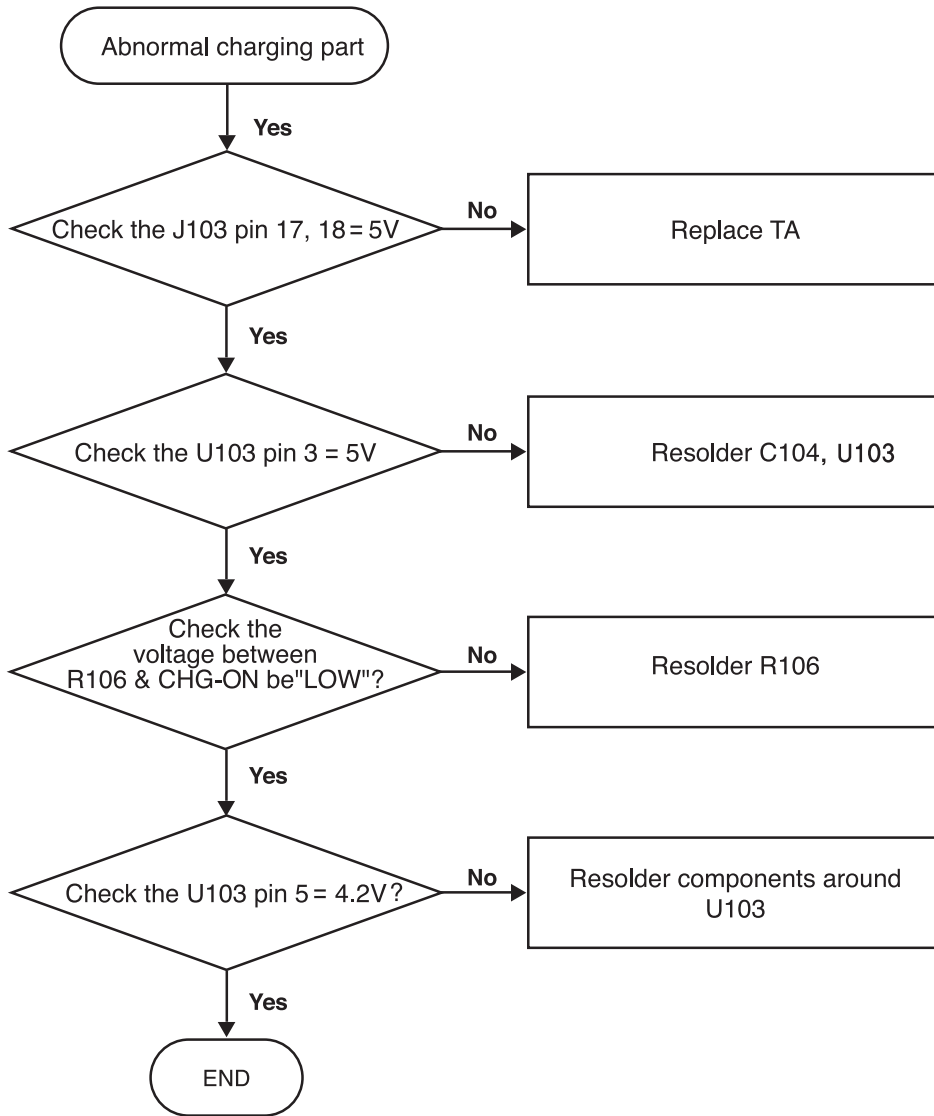 Abnormal charging part
Yes
Check the J103 pin 17, 18 = 5V
No
Replace TA
Yes
Check the U103 pin 3 = 5V
No
Resolder C104, U103
Yes
Check the
voltage between
R106 & CHG-ON be"LOW"?
No
Resolder R106
Yes
Check the U103 pin 5 = 4.2V?
No
Resolder components around
U103
Yes
END